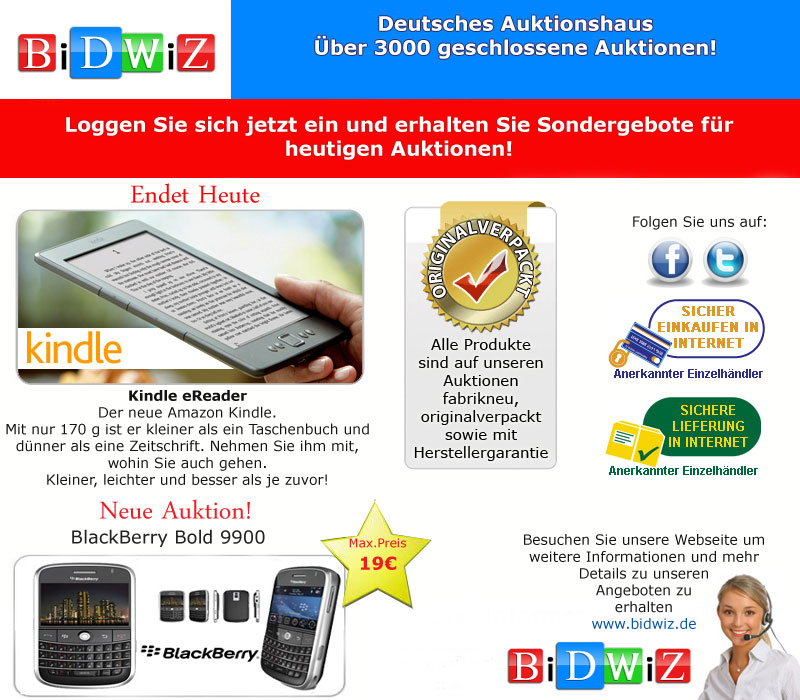 BiDWiZ
Deutsches Auktionshaus
Über 3000 geschlossene Auktionen!
Loggen Sie sich jetzt ein und erhalten Sie Sondergebote für
heutigen Auktionen!
Endet Heute
kindle
Kindle eReader
Der neue Amazon Kindle.
Mit nur 170 g ist er kleiner als ein Taschenbuch und
dünner als eine Zeitschrift. Nehmen Sie ihm mit,
wohin Sie auch gehen.
Kleiner, leichter und besser als je zuvor!
ORIGINALVERPACKT
Alle Produkte
sind auf unseren
Auktionen
fabrikneu,
originalverpackt
sowie mit
Herstellergarantie
Folgen Sie uns auf:
f
t
SICHER
EINKAUFEN IN
INTERNET
Anerkannter Einzelhändler
SICHERE
LIEFERUNG
IN INTERNET
Anerkannter Einzelhändler
Neue Auktion!
BlackBerry Bold 9900
Max.Preis
19€
BlackBerry
BlackBerry
Besuchen Sie unsere Webseite um
weitere Informationen und mehr
Details zu unseren
Angeboten zu
erhalten
www.bidwiz.de
BiDWiZ